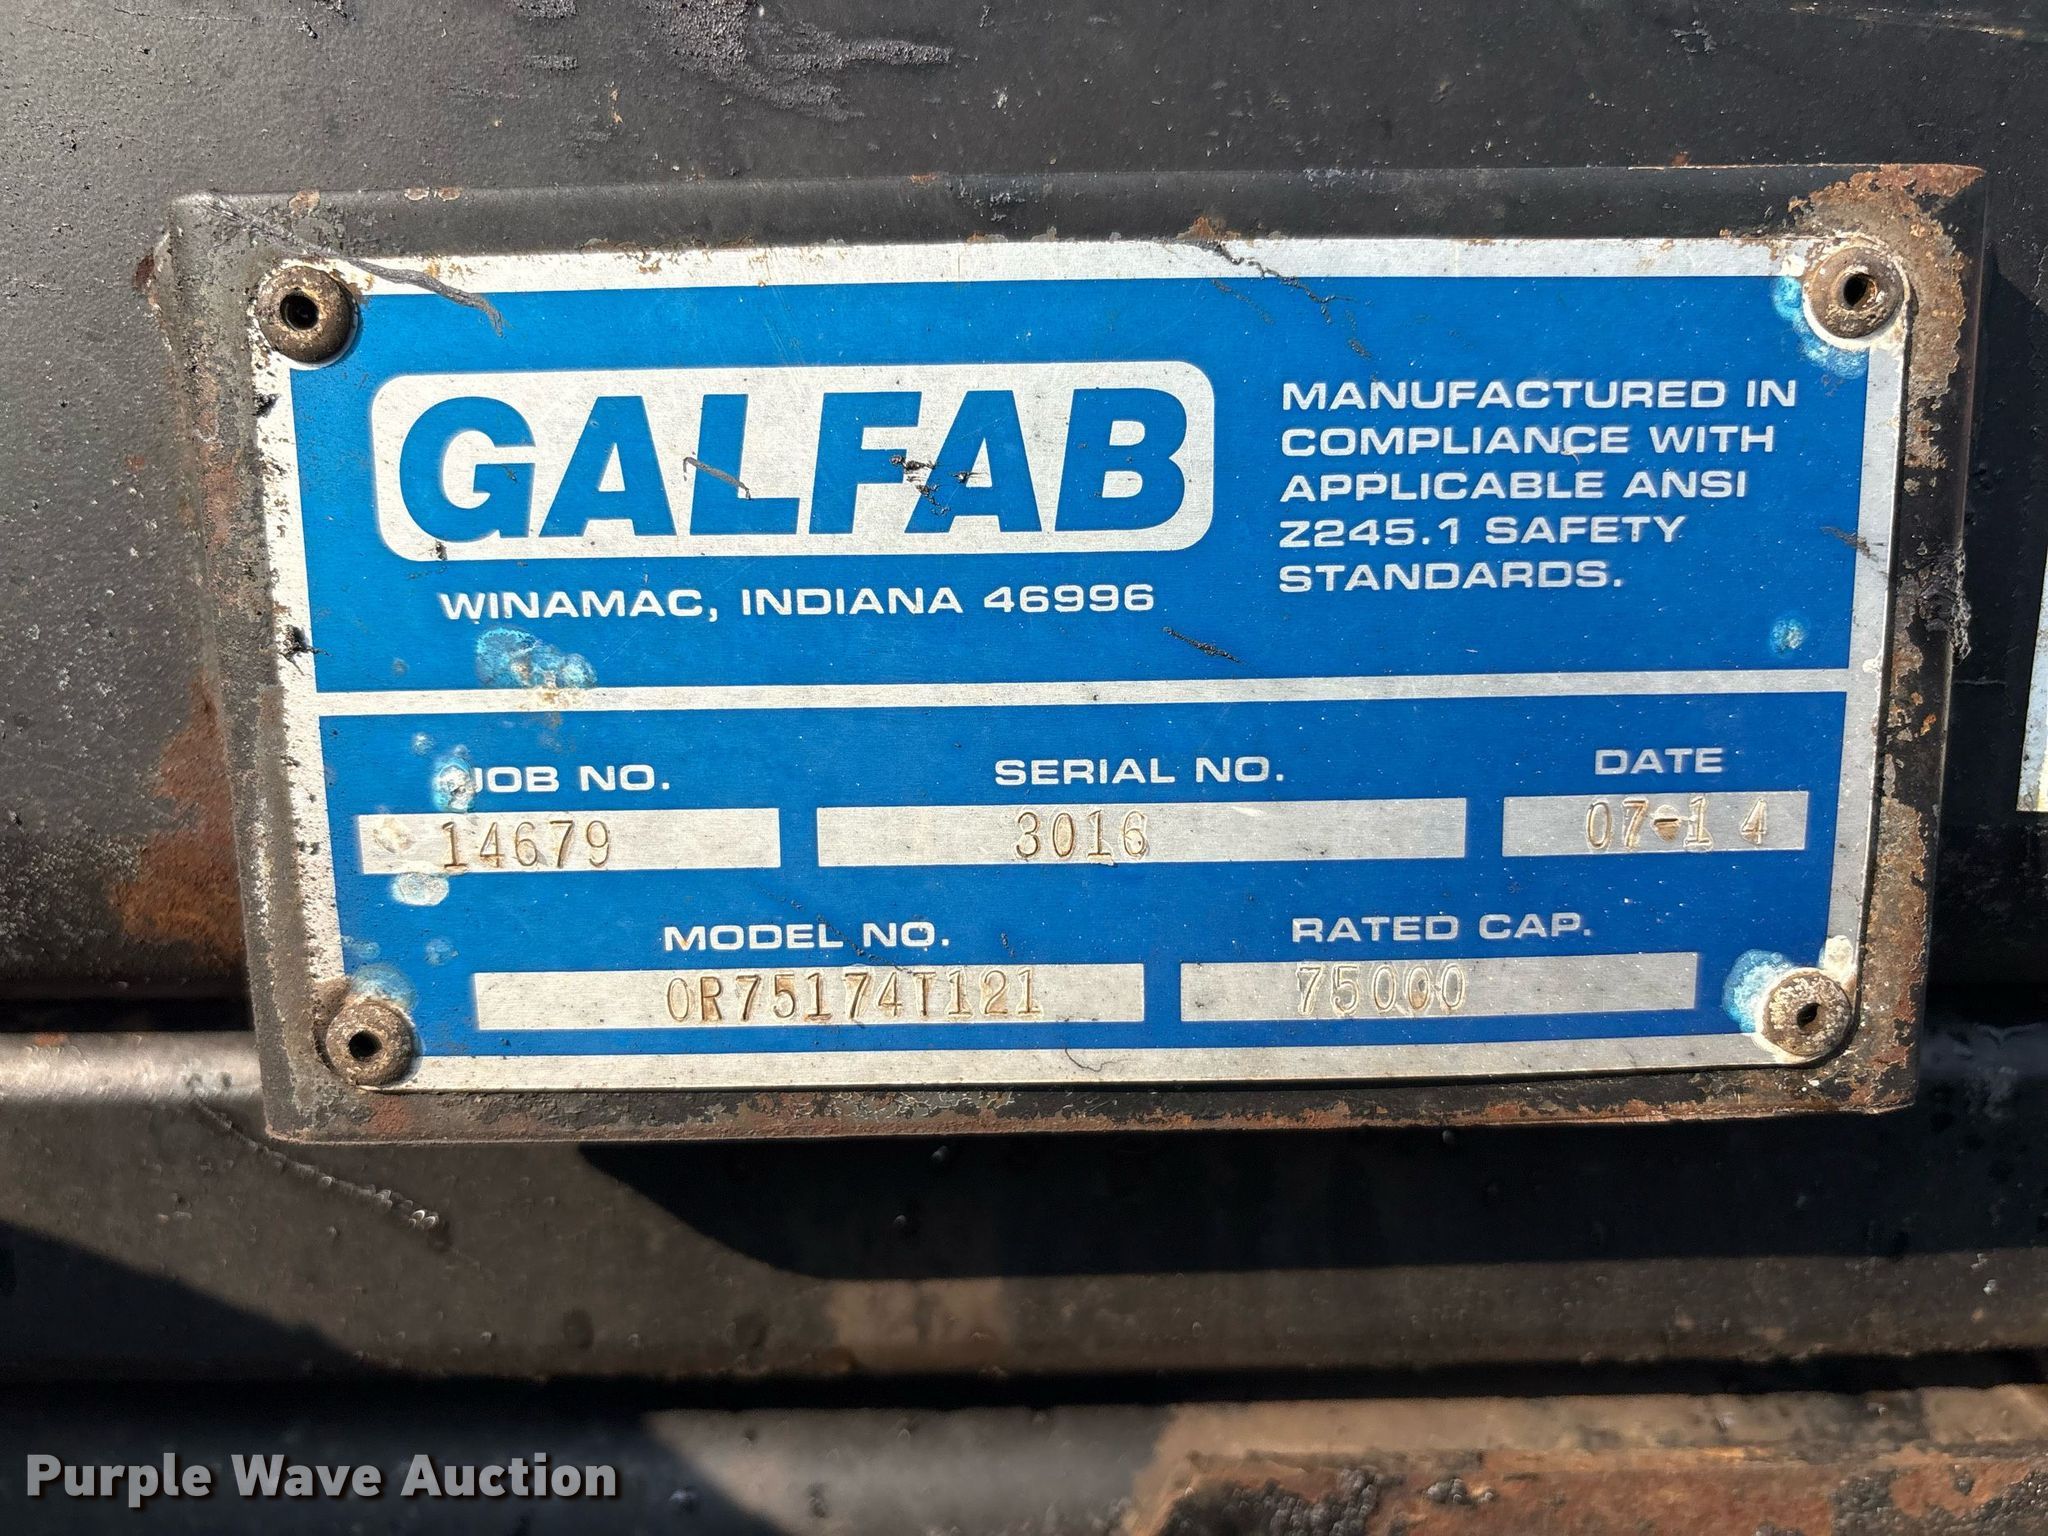 GALFAB
WINAMAC, INDIANA 46996
MANUFACTURED IN
COMPLIANCE WITH
APPLICABLE ANSI
Z245.1 SAFETY
STANDARDS.
JOB NO.
14679
SERIAL NO.
3016
DATE
07-14
MODEL NO.
OR75174T121
RATED CAP.
75000
Purple Wave Auction